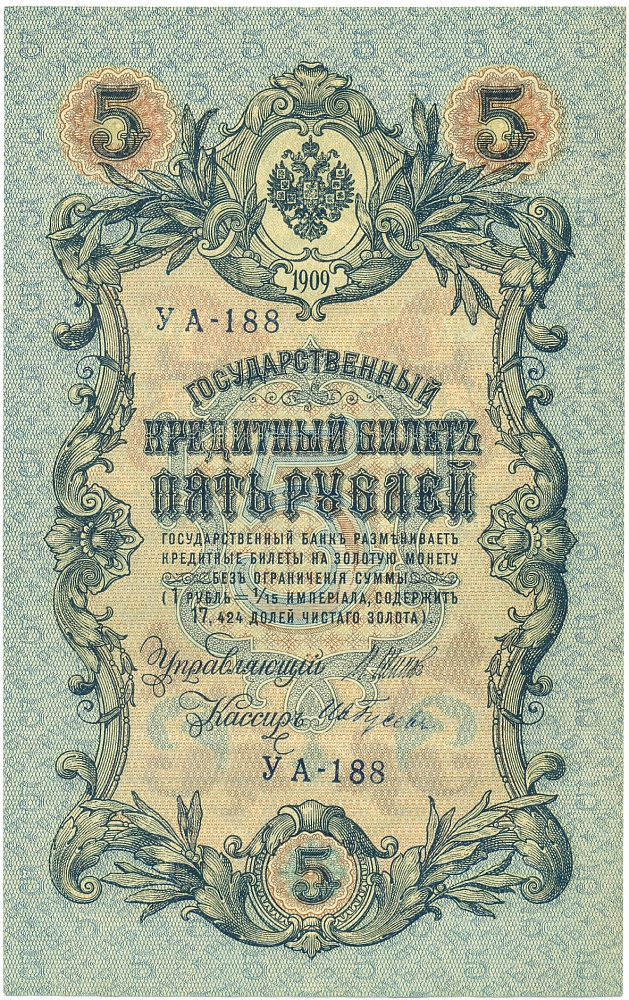 5 5
1909
УА-188
ГОСУДАРСТВЕННЫЙ
КРЕДИТНЫЙ БИЛЕТЪ
ПЯТЬ РУБЛЕЙ
5
ГОСУДАРСТВЕННЫЙ БАНКЪ РАЗМѢНИВАЕТЪ
КРЕДИТНЫЕ БИЛЕТЫ НА ЗОЛОТУЮ МОНЕТУ
БЕЗЪ ОГРАНИЧЕНІЯ СУММЫ
(1 РУБЛЬ = 1/15 ИМПЕРІАЛА, СОДЕРЖИТЪ
17,424 ДОЛЕЙ ЧИСТАГО ЗОЛОТА).
Управляющій
Кассиръ
УА-188
5